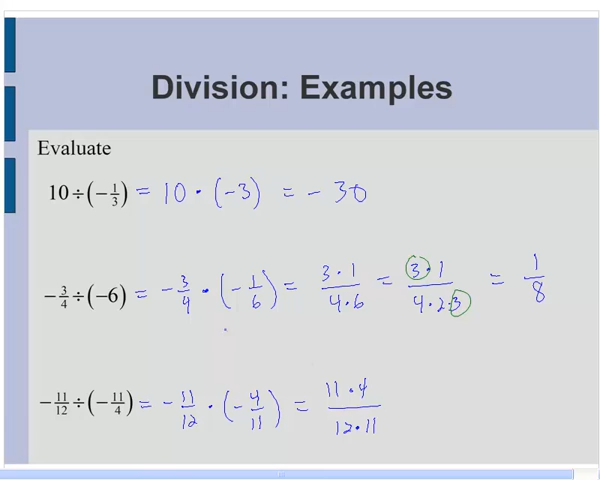 Division: Examples
Evaluate
10 ÷ (-1/3) = 10 · (-3) = - 30
-3/4 ÷ (-6) = -3/4 · (-1/6) = 3·1/4·6 = 3·1/4·2·3 = 1/8
-11/12 ÷ (-11/4) = -11/12 · (-4/11) = 11·4/12·11